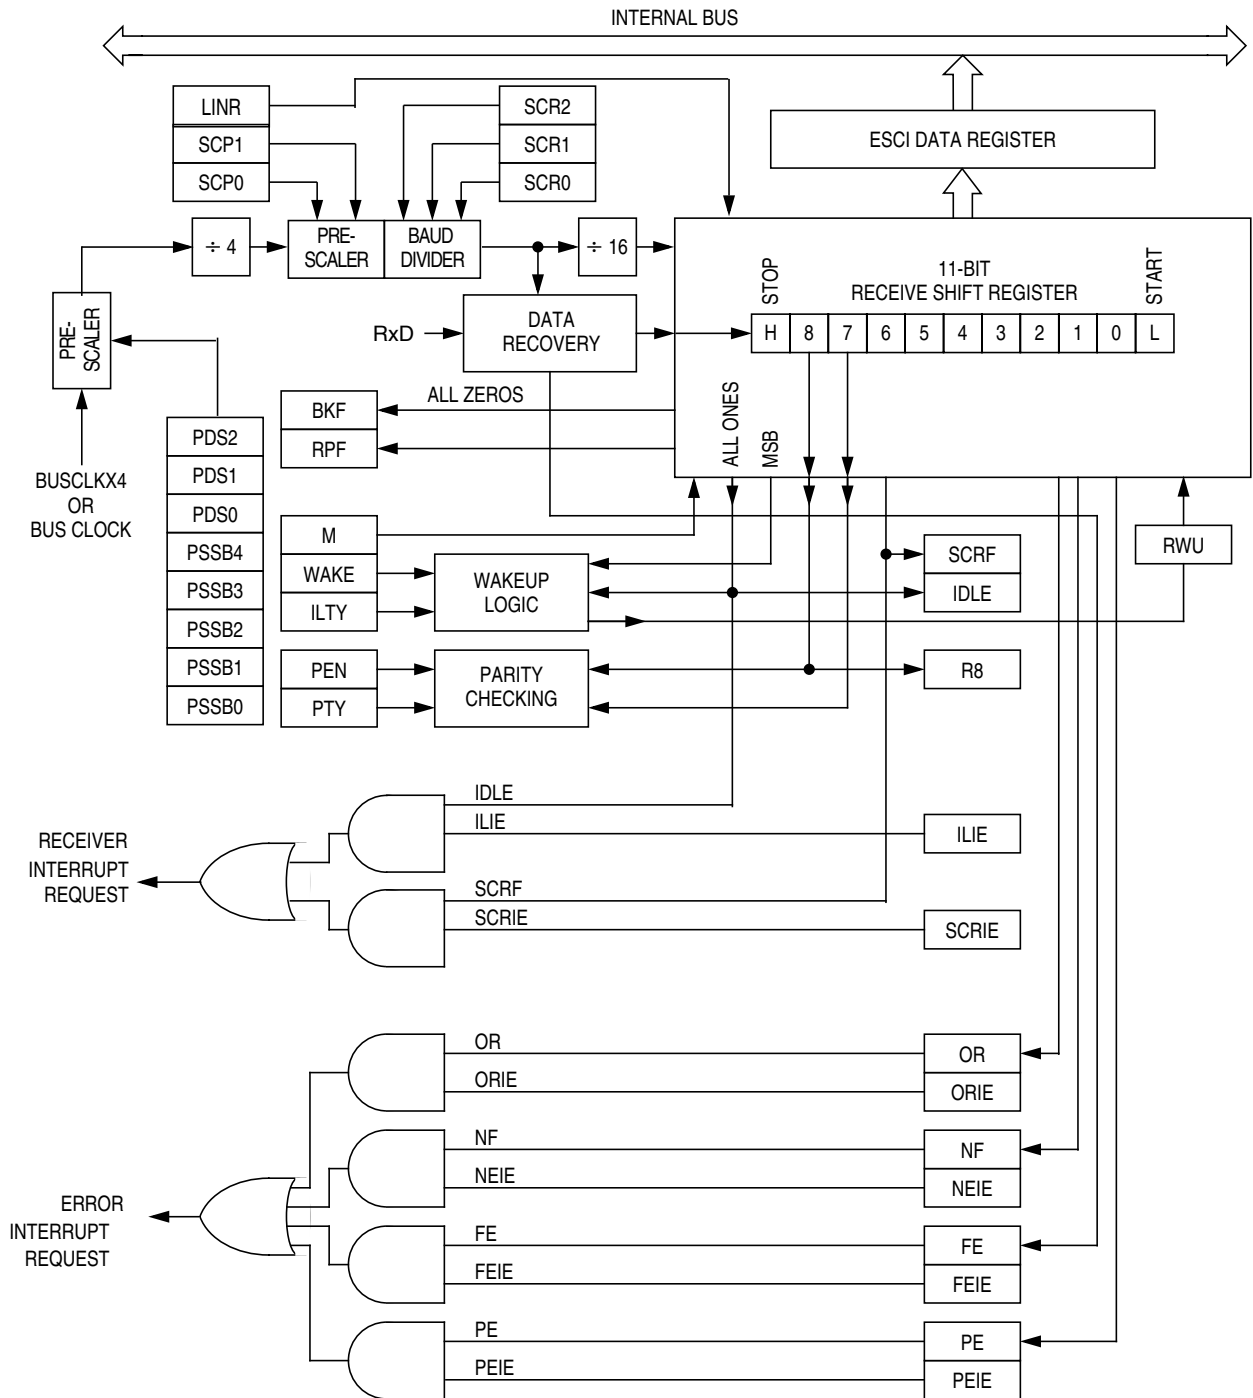 INTERNAL BUS
LINR
SCP1
SCP0
SCR2
SCR1
SCR0
ESCI DATA REGISTER
÷ 4
PRE-
SCALER
BAUD
DIVIDER
÷ 16
STOP
11-BIT
RECEIVE SHIFT REGISTER
START
H 8 7 6 5 4 3 2 1 0 L
PRE-
SCALER
RxD
DATA
RECOVERY
BKF
RPF
ALL ZEROS
ALL ONES
MSB
BUSCLKX4
OR
BUS CLOCK
PDS2
PDS1
PDS0
PSSB4
PSSB3
PSSB2
PSSB1
PSSB0
M
WAKE
ILTY
WAKEUP
LOGIC
SCRF
IDLE
RWU
PEN
PTY
PARITY
CHECKING
R8
RECEIVER
INTERRUPT
REQUEST
IDLE
ILIE
ILIE
SCRF
SCRIE
SCRIE
ERROR
INTERRUPT
REQUEST
OR
ORIE
OR
ORIE
NF
NEIE
NF
NEIE
FE
FEIE
FE
FEIE
PE
PEIE
PE
PEIE